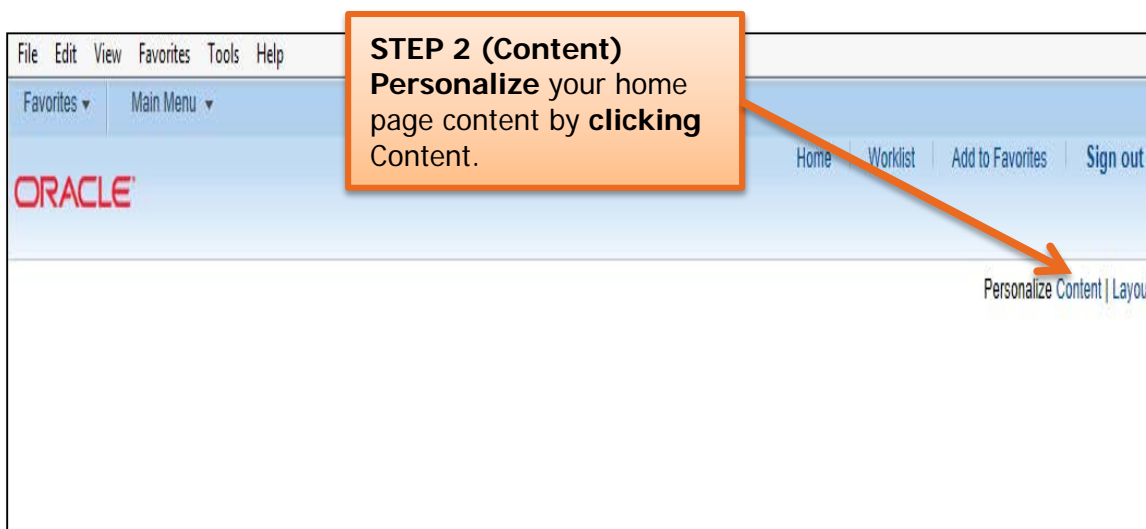 File Edit View Favorites Tools Help
Favorites Main Menu
STEP 2 (Content)
Personalize your home
page content by clicking
Content.
Home Worklist Add to Favorites Sign out
ORACLE
Personalize Content | Layou